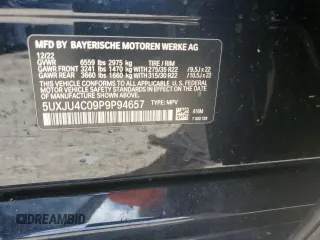 MFD BY BAYERISCHE MOTOREN WERKE AG
12/22
GVWR 6559 lbs 2975 kg TIRE / RIM
GAWR FRONT 3241 lbs 1470 kg 275/35 R22 /9,5J x 22
GAWR REAR 3660 lbs 1660 kg 315/30 R22 /10,5J x 22
THIS VEHICLE CONFORMS TO ALL APPLICABLE
FEDERAL MOTOR VEHICLE SAFETY STANDARDS IN
EFFECT ON THE DATE OF MANUFACTURE SHOWN ABOVE
5UXJU4C09P9P94657 TYPE: MPV
416M
AUTO
DREAMBID